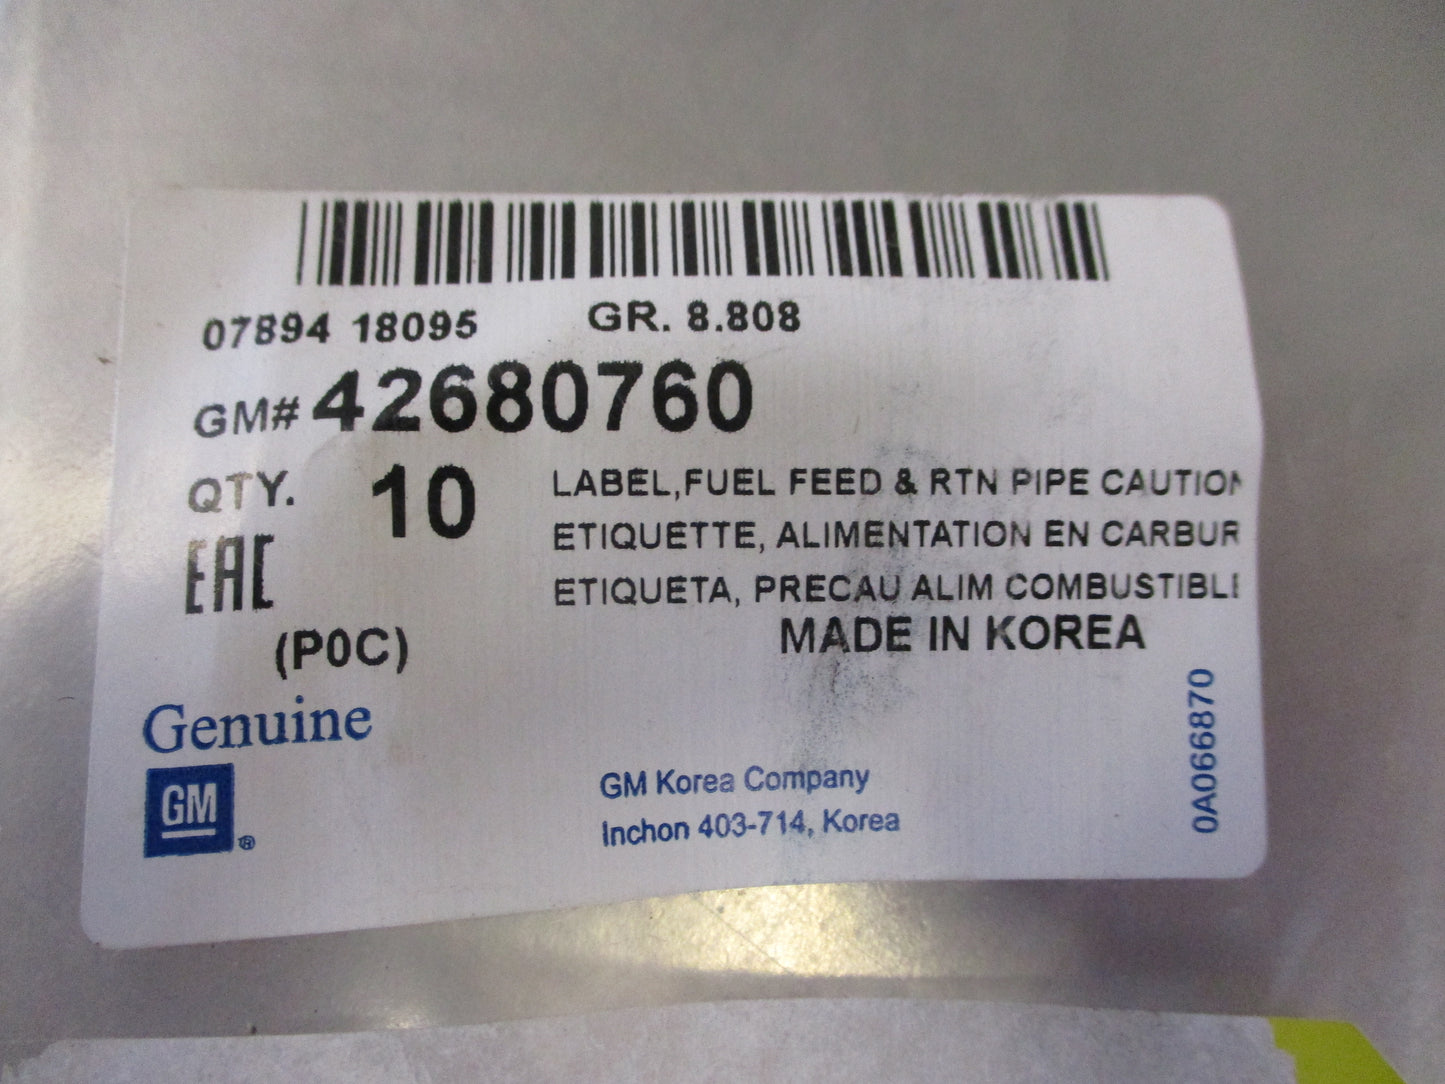 07894 18095 GR. 8.808
GM# 42680760
QTY. 10
LABEL,FUEL FEED & RTN PIPE CAUTION
ETIQUETTE, ALIMENTATION EN CARBUR
ETIQUETA, PRECAU ALIM COMBUSTIBLE
EAC
(P0C)
MADE IN KOREA
Genuine
GM ®
GM Korea Company
Inchon 403-714, Korea
0A066870